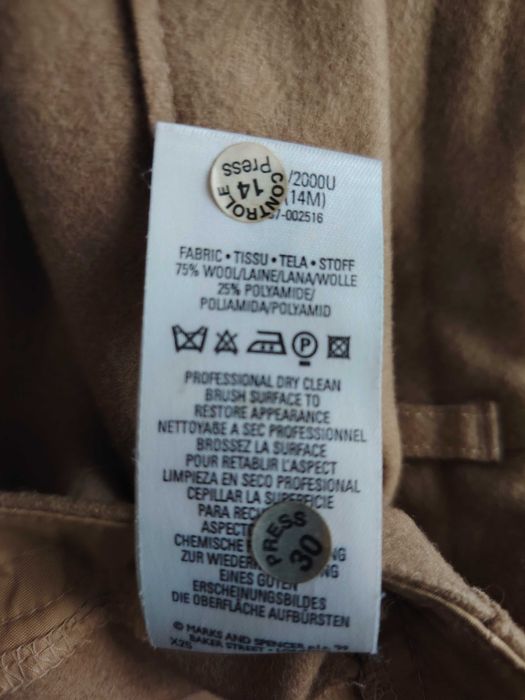 CONTROLE
14
Press
/2000U
(14M)
7-002516
FABRIC • TISSU • TELA • STOFF
75% WOOL/LAINE/LANA/WOLLE
25% POLYAMIDE/
POLIAMIDA/POLYAMID
P
PROFESSIONAL DRY CLEAN
BRUSH SURFACE TO
RESTORE APPEARANCE
NETTOYAGE A SEC PROFESSIONNEL
BROSSEZ LA SURFACE
POUR RETABLIR L'ASPECT
LIMPIEZA EN SECO PROFESIONAL
CEPILLAR LA SUPERFICIE
PARA
ASPECT
CHEMISCHE
ZUR
EINES GUTEN
ERSCHEINUNGSBILDES
DIE OBERFLÄCHE AUFBÜRSTEN
PRESS
30
© MARKS AND SPENCER p.l.c. '99
X25 BAKER STREET •